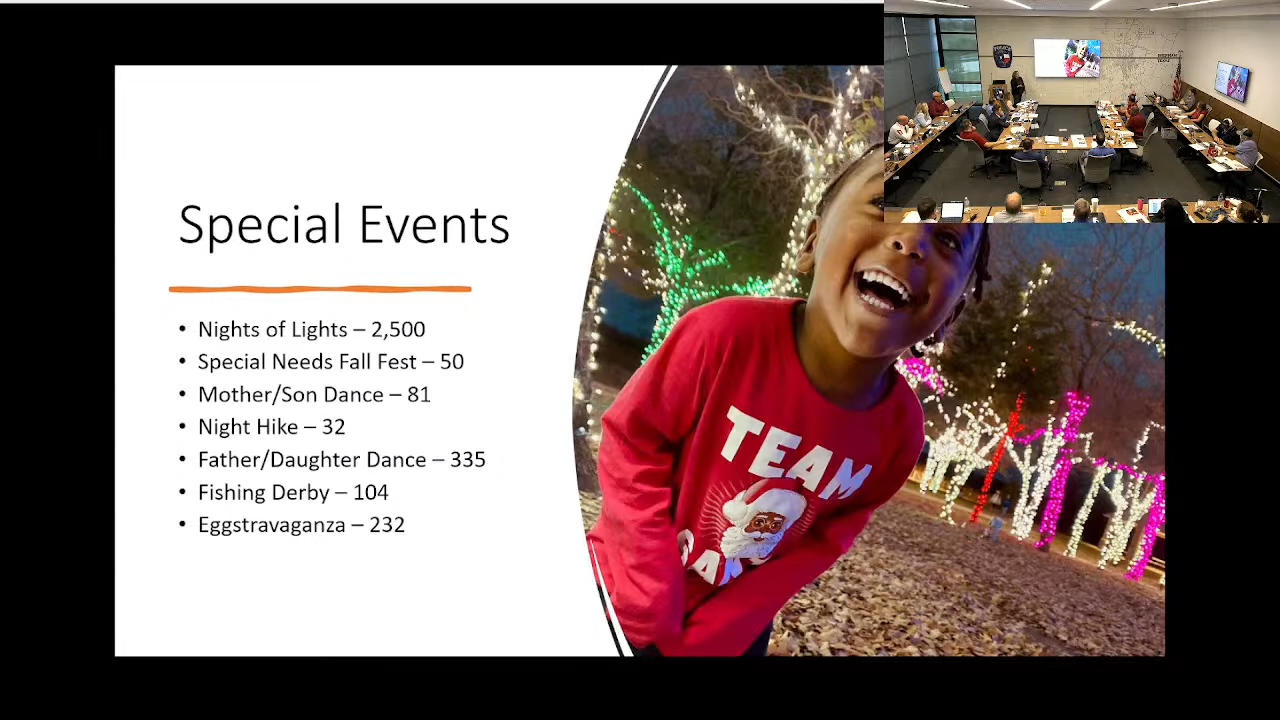 Special Events
• Nights of Lights – 2,500
• Special Needs Fall Fest – 50
• Mother/Son Dance – 81
• Night Hike – 32
• Father/Daughter Dance – 335
• Fishing Derby – 104
• Eggstravaganza – 232
TEAM
POLICE